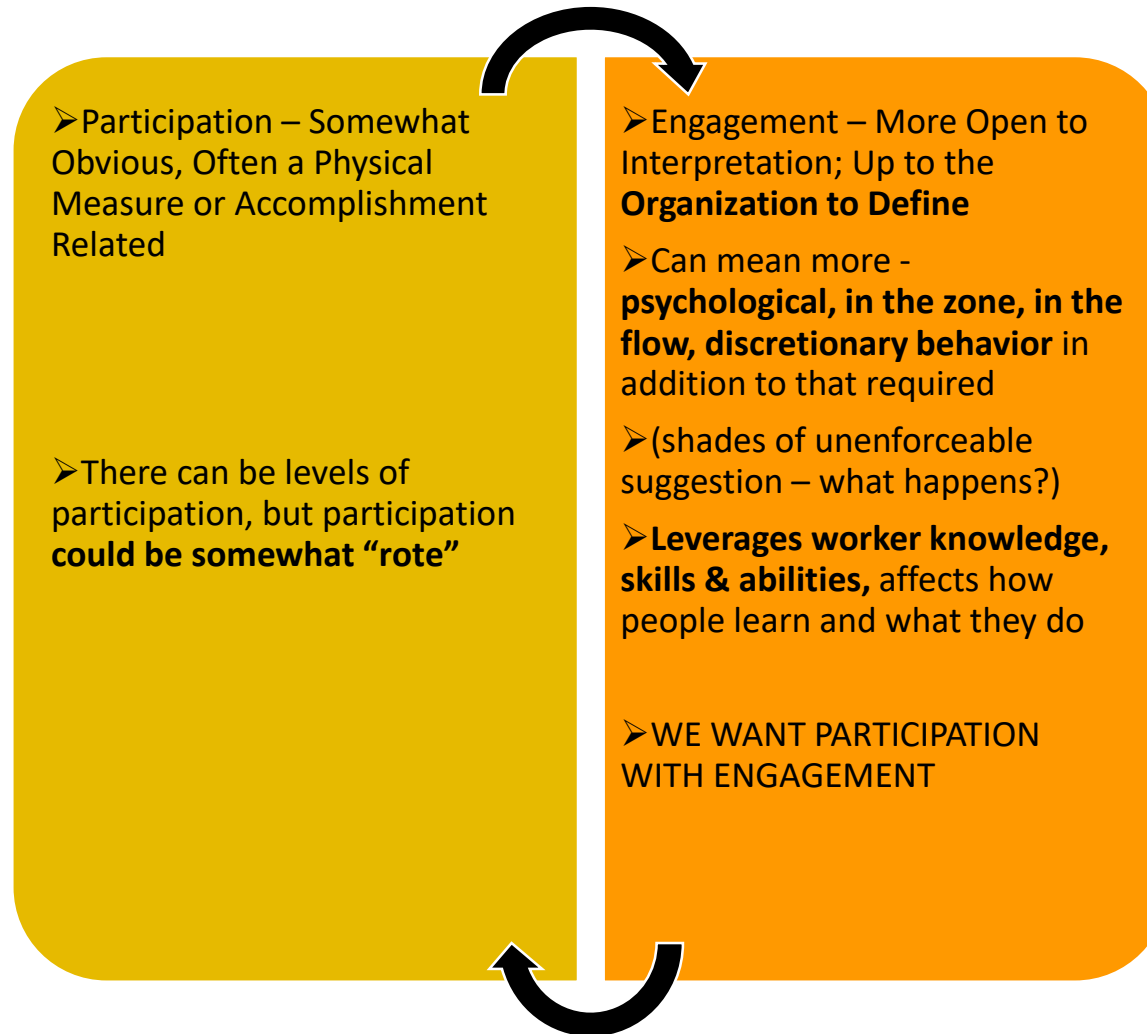 ➢Participation – Somewhat
Obvious, Often a Physical
Measure or Accomplishment
Related
➢There can be levels of
participation, but participation
could be somewhat “rote”
➢Engagement – More Open to
Interpretation; Up to the
Organization to Define
➢Can mean more -
psychological, in the zone, in the
flow, discretionary behavior in
addition to that required
➢(shades of unenforceable
suggestion – what happens?)
➢Leverages worker knowledge,
skills & abilities, affects how
people learn and what they do
➢WE WANT PARTICIPATION
WITH ENGAGEMENT